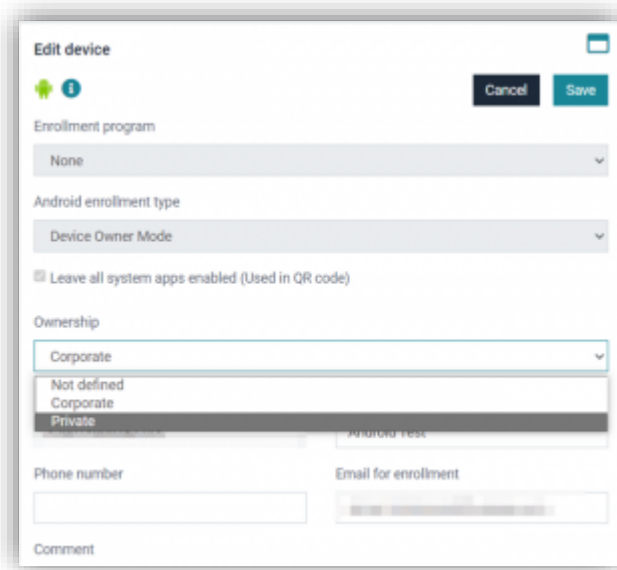 Edit device
Cancel
Save
Enrollment program
None
Android enrollment type
Device Owner Mode
Leave all system apps enabled (Used in QR code)
Ownership
Corporate
Not defined
Corporate
Private
Android Test
Phone number
Email for enrollment
Comment